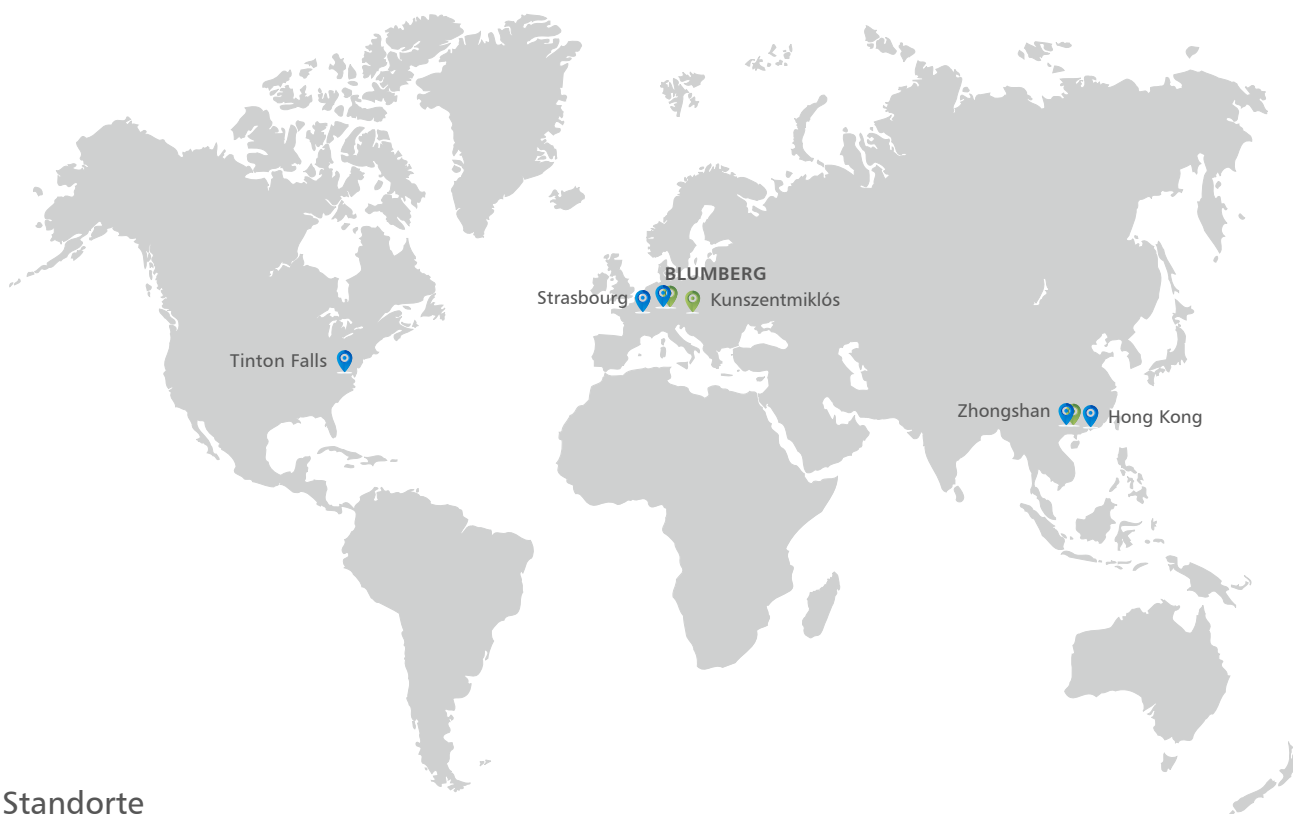 BLUMBERG
Strasbourg
Kunszentmiklós
Tinton Falls
Zhongshan
Hong Kong
Standorte